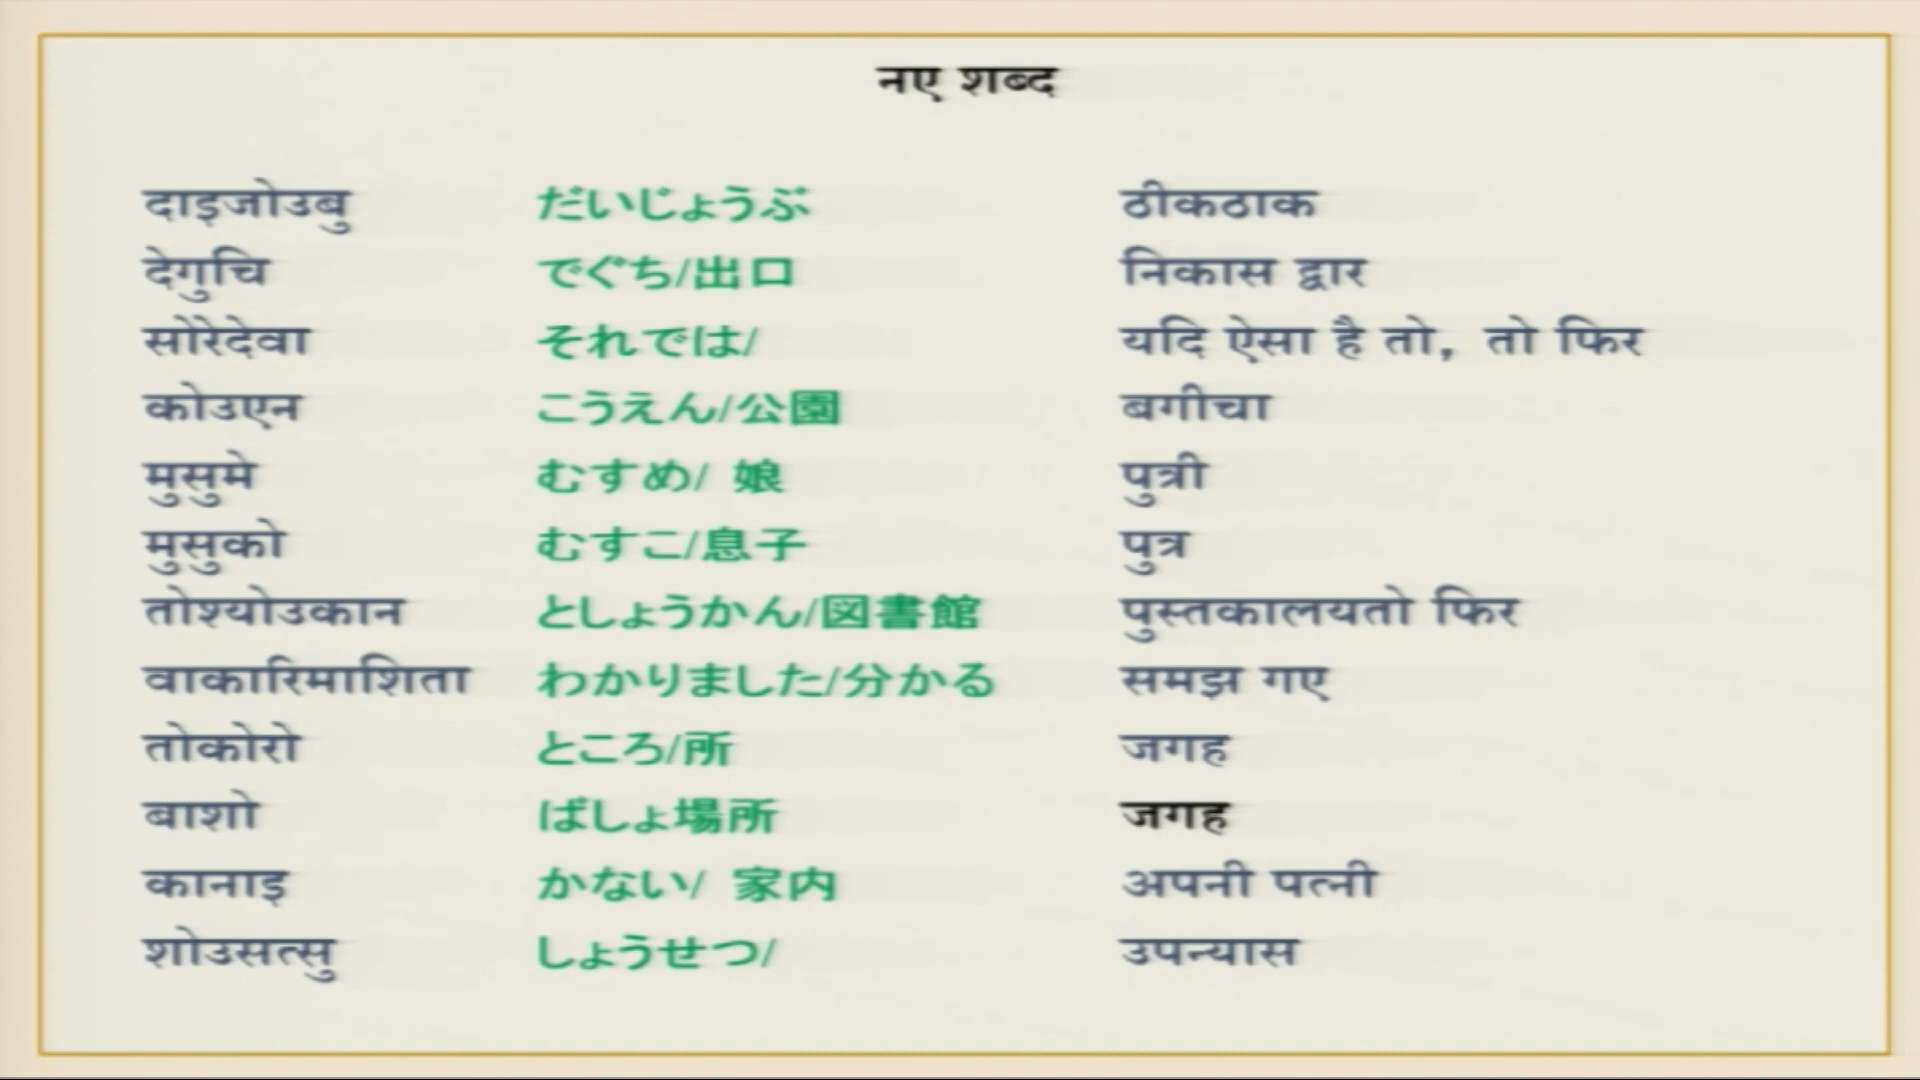 नए शब्द
दाइजोउबु だいじょうぶ ठीकठाक
देगुचि でぐち/出口 निकास द्वार
सोरेदेवा それでは/ यदि ऐसा है तो, तो फिर
कोउएन こうえん/公園 बगीचा
मुसुमे むすめ/ 娘 पुत्री
मुसुको むすこ/息子 पुत्र
तोश्योउकान としょうかん/図書館 पुस्तकालयतो फिर
वाकारिमाशिता わかりました/分かる समझ गए
तोकोरो ところ/所 जगह
बाशो ばしょ場所 जगह
कानाइ かない/ 家内 अपनी पत्नी
शोउसत्सु しょうせつ/ उपन्यास